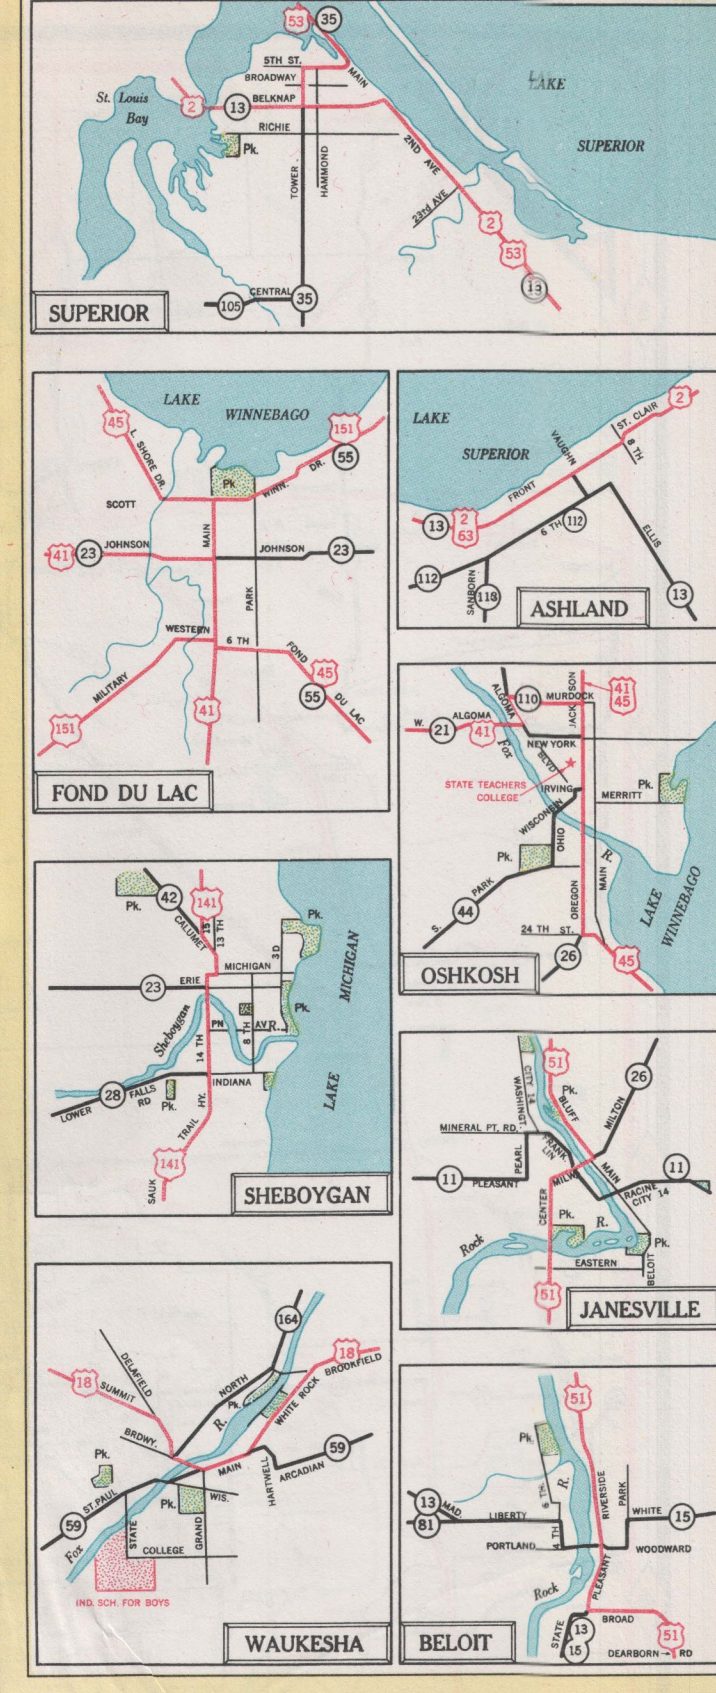 53
35
5TH ST.
MAIN
BROADWAY
St. Louis
Bay
2
13
BELKNAP
RICHIE
Pk.
TOWER
HAMMOND
2ND AVE
23rd AVE
LAKE
SUPERIOR
2
53
13
CENTRAL
105
35
SUPERIOR
LAKE
WINNEBAGO
45
L. SHORE DR.
151
55
Pk
WINN. DR.
SCOTT
MAIN
41
23
JOHNSON
JOHNSON
23
PARK
WESTERN
6 TH
FOND DU LAC
45
55
MILITARY
41
151
FOND DU LAC
LAKE
SUPERIOR
2
ST. CLAIR
8 TH
VAUGHN
FRONT
13
2
63
6 TH
112
ELLIS
112
SANBORN
118
13
ASHLAND
ALGOMA
110
MURDOCK
JACKSON
41
45
W. ALGOMA
21
41
Fox
NEW YORK
BLVD
STATE TEACHERS
COLLEGE
IRVING
MERRITT
Pk.
WISCONSIN
OHIO
R.
MAIN
Pk.
S. PARK
44
OREGON
LAKE
WINNEBAGO
24 TH ST.
26
45
OSHKOSH
42
141
Pk.
CALUMET
15
13 TH
3 D
Pk.
MICHIGAN
MICHIGAN
23
ERIE
Pk.
Sheboygan
PN AV
R.
8 TH
14 TH
INDIANA
28
LOWER FALLS
RD
Pk.
LAKE
SAUK TRAIL HY.
141
SHEBOYGAN
51
CITY 14
WASHINGT.
Pk.
BLUFF
26
MILTON
MINERAL PT. RD.
FRANK
LIN
PEARL
MAIN
11
PLEASANT
MILW.
11
RACINE
CITY 14
CENTER
Pk.
R.
Rock
Pk.
EASTERN
BELOIT
51
JANESVILLE
164
18
BROOKFIELD
18
SUMMIT
DELAFIELD
NORTH
Pk.
WHITE ROCK
R.
BRDWY.
MAIN
HARTWELL
59
ARCADIAN
Pk.
ST. PAUL
WIS.
Pk.
59
STATE
GRAND
Fox
COLLEGE
IND. SCH. FOR BOYS
WAUKESHA
51
Pk.
R.
6 TH
RIVERSIDE
PARK
13
81
MAD.
LIBERTY
WHITE
15
PORTLAND
4 TH
WOODWARD
Rock
PLEASANT
STATE
13
15
BROAD
51
DEARBORN → RD
BELOIT